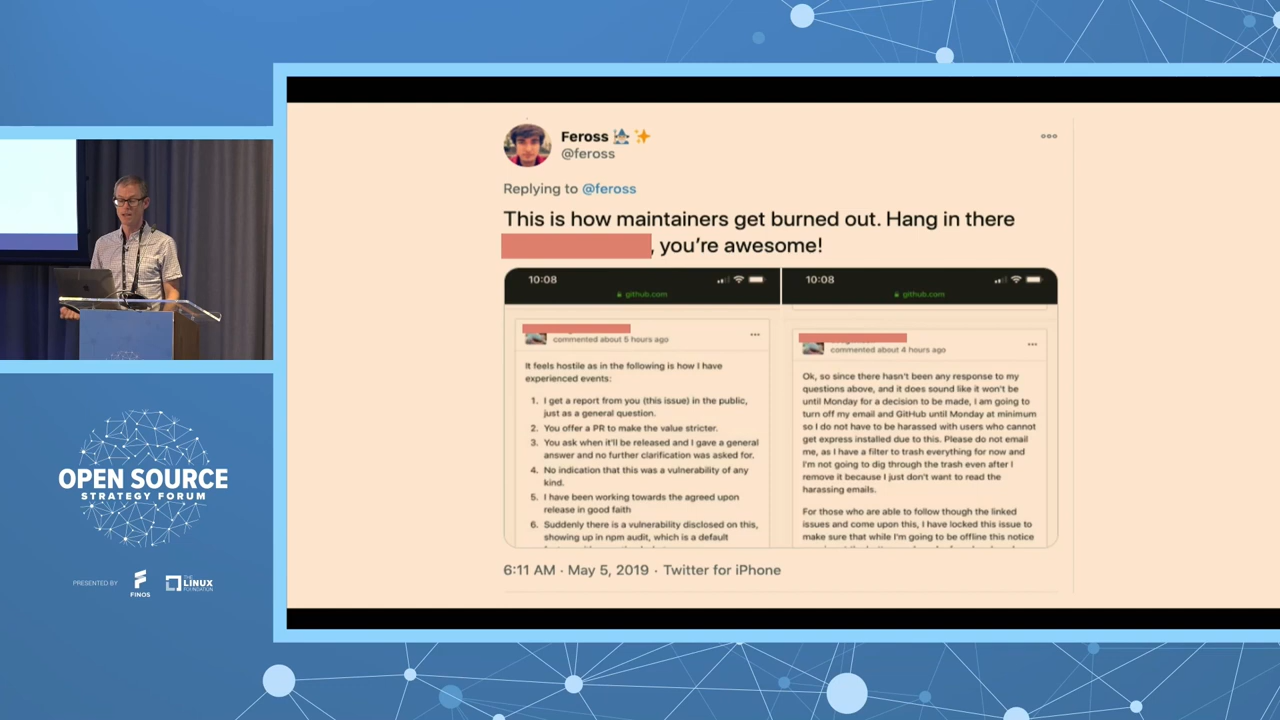 Feross
@feross
Replying to @feross
This is how maintainers get burned out. Hang in there
, you're awesome!
10:08
github.com
commented about 5 hours ago
It feels hostile as in the following is how I have
experienced events:
1. I get a report from you (this issue) in the public,
just as a general question.
2. You offer a PR to make the value stricter.
3. You ask when it'll be released and I gave a general
answer and no further clarification was asked for.
4. No indication that this was a vulnerability of any
kind.
5. I have been working towards the agreed upon
release in good faith
6. Suddenly there is a vulnerability disclosed on this,
showing up in npm audit, which is a default
10:08
github.com
commented about 4 hours ago
Ok, so since there hasn't been any response to my
questions above, and it does sound like it won't be
until Monday for a decision to be made, I am going to
turn off my email and GitHub until Monday at minimum
so I do not have to be harassed with users who cannot
get express installed due to this. Please do not email
me, as I have a filter to trash everything for now and
I'm not going to dig through the trash even after I
remove it because I just don't want to read the
harassing emails.
For those who are able to follow though the linked
issues and come upon this, I have locked this issue to
make sure that while I'm going to be offline this notice
6:11 AM · May 5, 2019 · Twitter for iPhone
OPEN SOURCE
STRATEGY FORUM
PRESENTED BY
FINOS
THE
LINUX
FOUNDATION